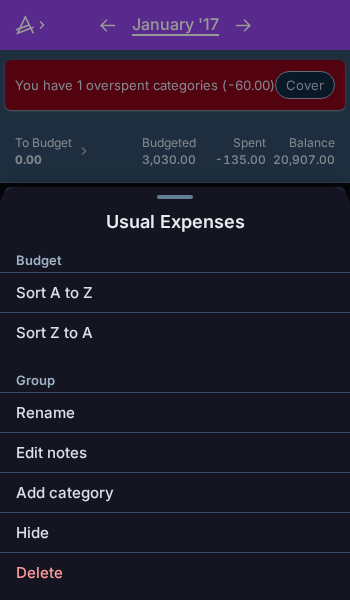 January '17
You have 1 overspent categories (-60.00) Cover
To Budget Budgeted Spent Balance
0.00 3,030.00 -135.00 20,907.00
Usual Expenses
Budget
Sort A to Z
Sort Z to A
Group
Rename
Edit notes
Add category
Hide
Delete